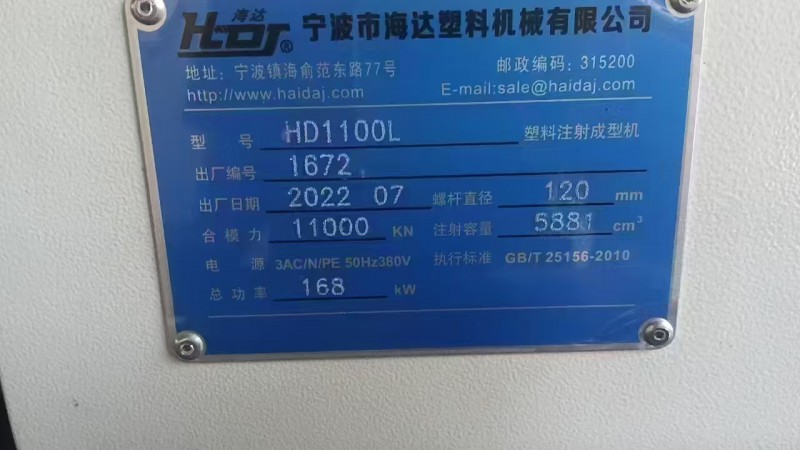 海达
HDJ® 宁波市海达塑料机械有限公司
地址: 宁波镇海俞范东路77号 邮政编码: 315200
http://www.haidaj.com E-mail:sale@haidaj.com
型 号 HD1100L 塑料注射成型机
出厂编号 1672
出厂日期 2022 07 螺杆直径 120 mm
合模力 11000 KN 注射容量 5881 cm³
电 源 3AC/N/PE 50Hz380V 执行标准 GB/T 25156-2010
总功率 168 kW